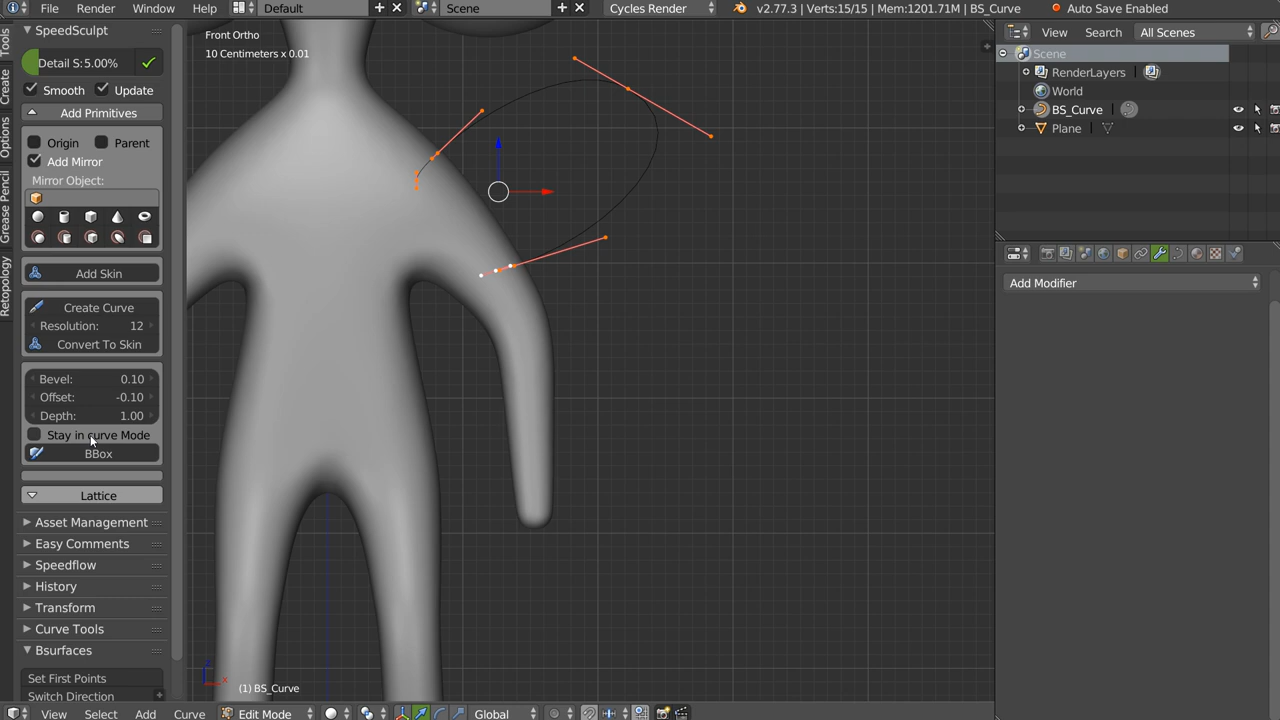 File Render Window Help Default Scene Cycles Render v2.77.3 | Verts:15/15 | Mem:1201.71M | BS_Curve Auto Save Enabled
Tools
Create
Options
Grease Pencil
Retopology
SpeedSculpt
Detail S: 5.00%
Smooth Update
Add Primitives
Origin Parent
Add Mirror
Mirror Object:
Add Skin
Create Curve
Resolution: 12
Convert To Skin
Bevel: 0.10
Offset: -0.10
Depth: 1.00
Stay in curve Mode
BBox
Lattice
Asset Management
Easy Comments
Speedflow
History
Transform
Curve Tools
Bsurfaces
Set First Points
Switch Direction
Front Ortho
10 Centimeters x 0.01
(1) BS_Curve
View Select Add Curve Edit Mode Global
View Search All Scenes
Scene
RenderLayers
World
BS_Curve
Plane
Add Modifier